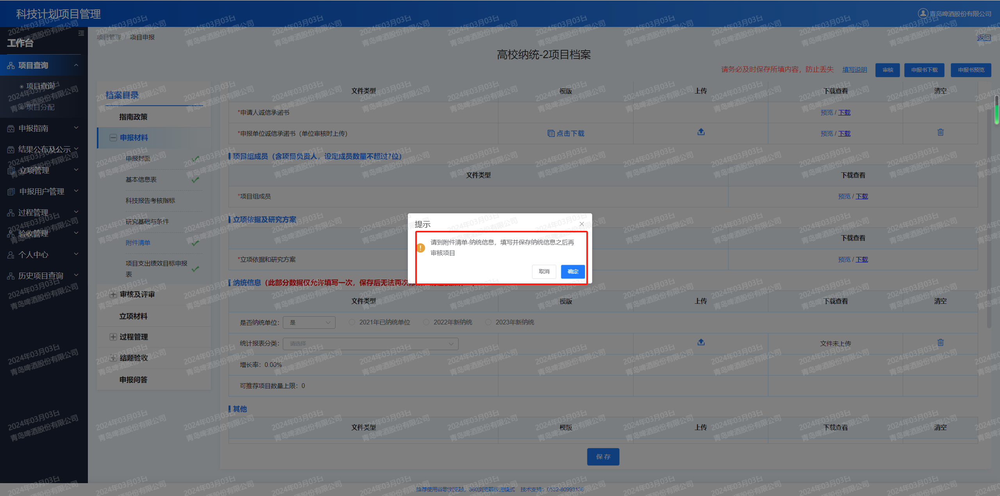 科技计划项目管理
青岛啤酒股份有限公司
工作台
项目查询
项目查询
项目分配
申报指南
结果公布及公示
立项管理
申报用户管理
过程管理
验收管理
个人中心
历史项目查询
项目管理 / 项目申报
返回
高校纳统-2项目档案
请务必及时保存所填内容，防止丢失 填写说明 审核 申报书下载 申报书预览
档案目录
指南政策
申报材料
申报封面
基本信息表
科技报告考核指标
研究基础与条件
附件清单
项目支出绩效目标申报
表
审核及评审
立项材料
过程管理
结题验收
申报问答
文件类型 模版 上传 下载查看 清空
*申请人诚信承诺书 预览 / 下载
*申报单位诚信承诺书（单位审核时上传） 点击下载 预览 / 下载
项目组成员（含项目负责人，设定成员数量不超过7位）
文件类型 下载查看
*项目组成员 预览 / 下载
立项依据及研究方案
下载查看
*立项依据和研究方案 预览 / 下载
提示
请到附件清单-纳统信息，填写并保存纳统信息之后再
审核项目
取消 确定
纳统信息（此部分数据仅允许填写一次，保存后无法再次
文件类型 模版 上传 下载查看 清空
是否纳统单位： 是 2021年已纳统单位 2022年新纳统 2023年新纳统
统计报表分类： 请选择 文件未上传
增长率：0.00%
可推荐项目数量上限：0
其他
文件类型 模版 上传 下载查看 清空
保 存
推荐使用谷歌浏览器，360浏览器极速模式 技术支持：0532-80993136
2024年03月03日
青岛啤酒股份有限公司